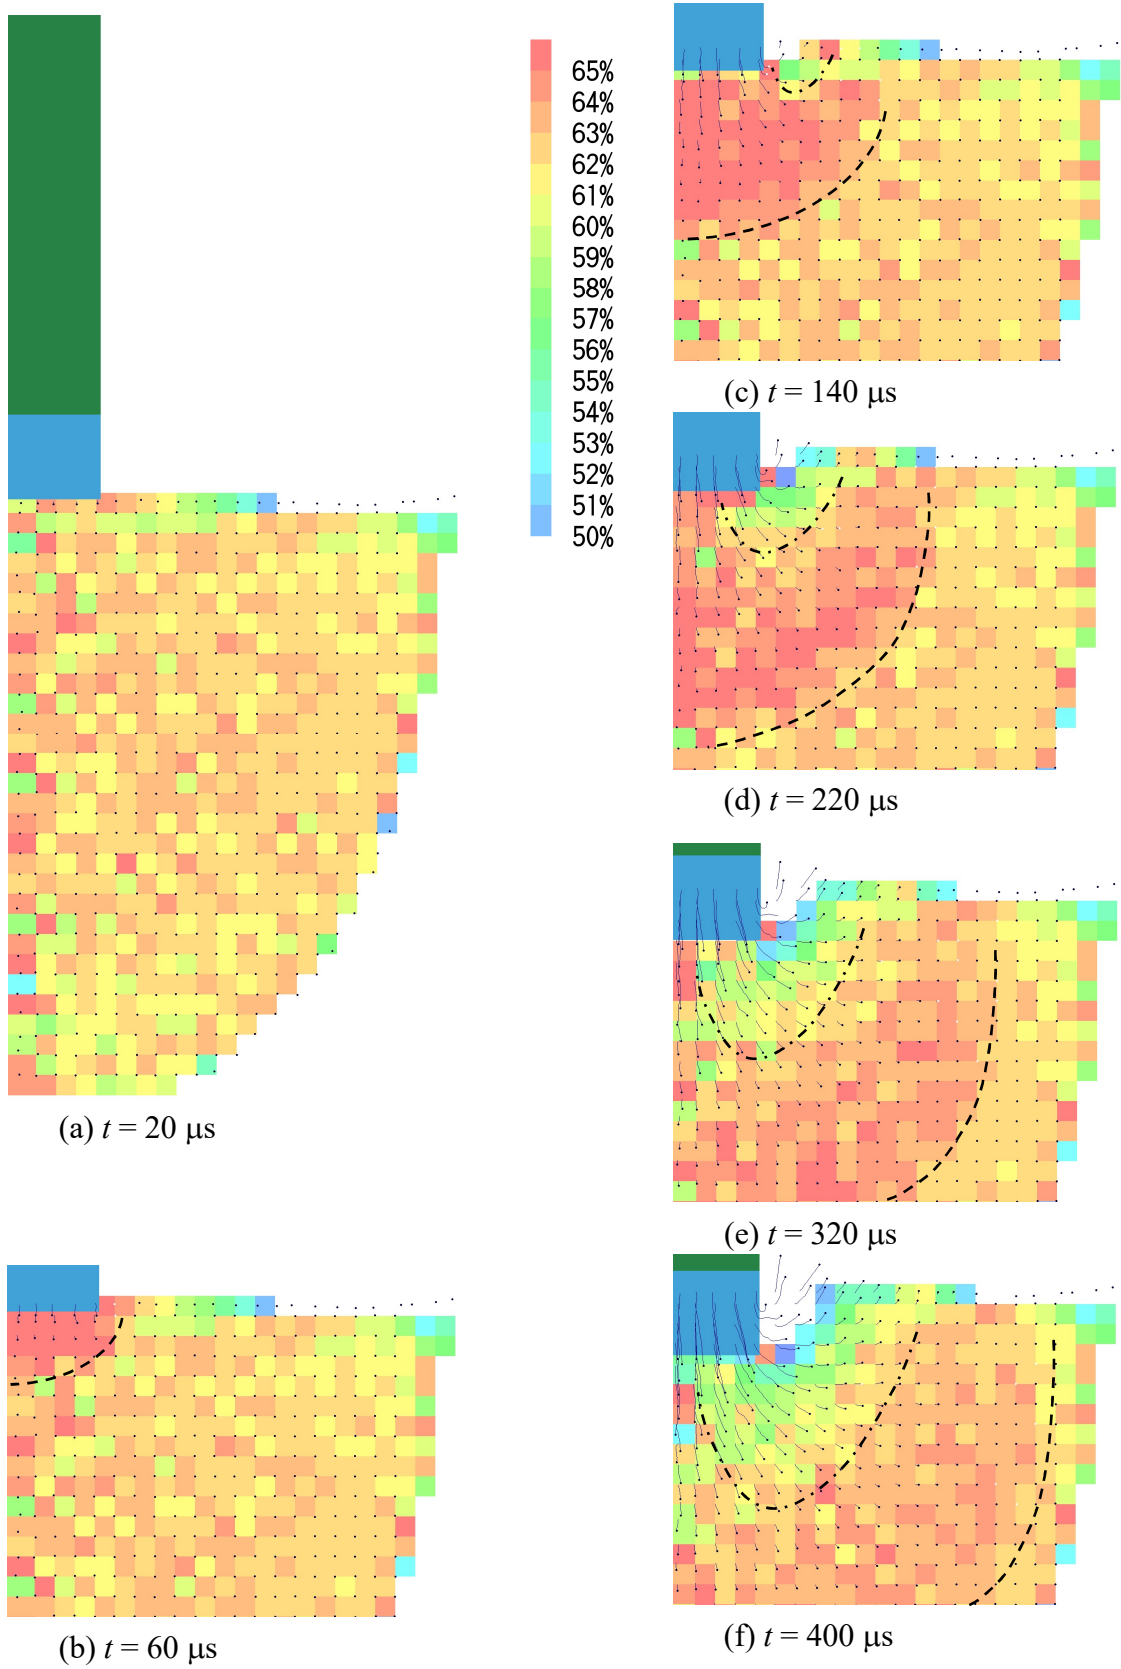 65%
64%
63%
62%
61%
60%
59%
58%
57%
56%
55%
54%
53%
52%
51%
50%
(a) t = 20 μs
(b) t = 60 μs
(c) t = 140 μs
(d) t = 220 μs
(e) t = 320 μs
(f) t = 400 μs